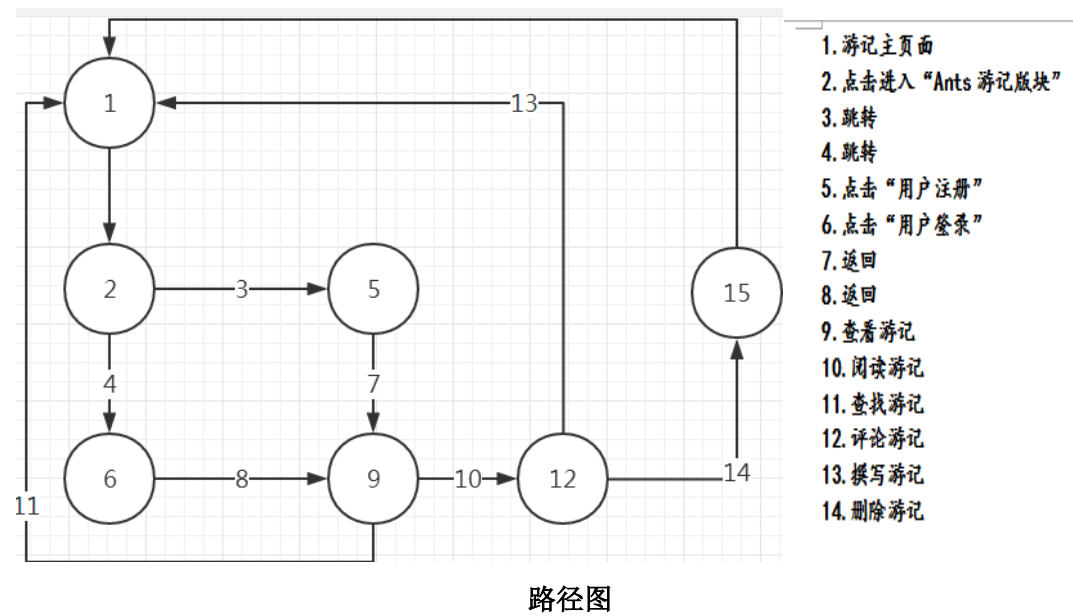 1
13
2
3
5
15
4
7
6
8
9
10
12
14
11
1.游记主页面
2.点击进入“Ants 游记版块”
3.跳转
4.跳转
5.点击“用户注册”
6.点击“用户登录”
7.返回
8.返回
9.查看游记
10.阅读游记
11.查找游记
12.评论游记
13.撰写游记
14.删除游记
路径图